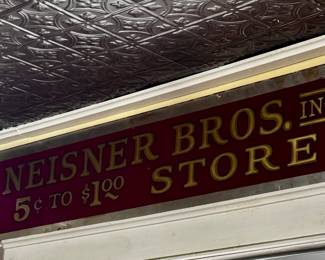 NEISNER BROS. IN
5¢ TO $1.00 STORE